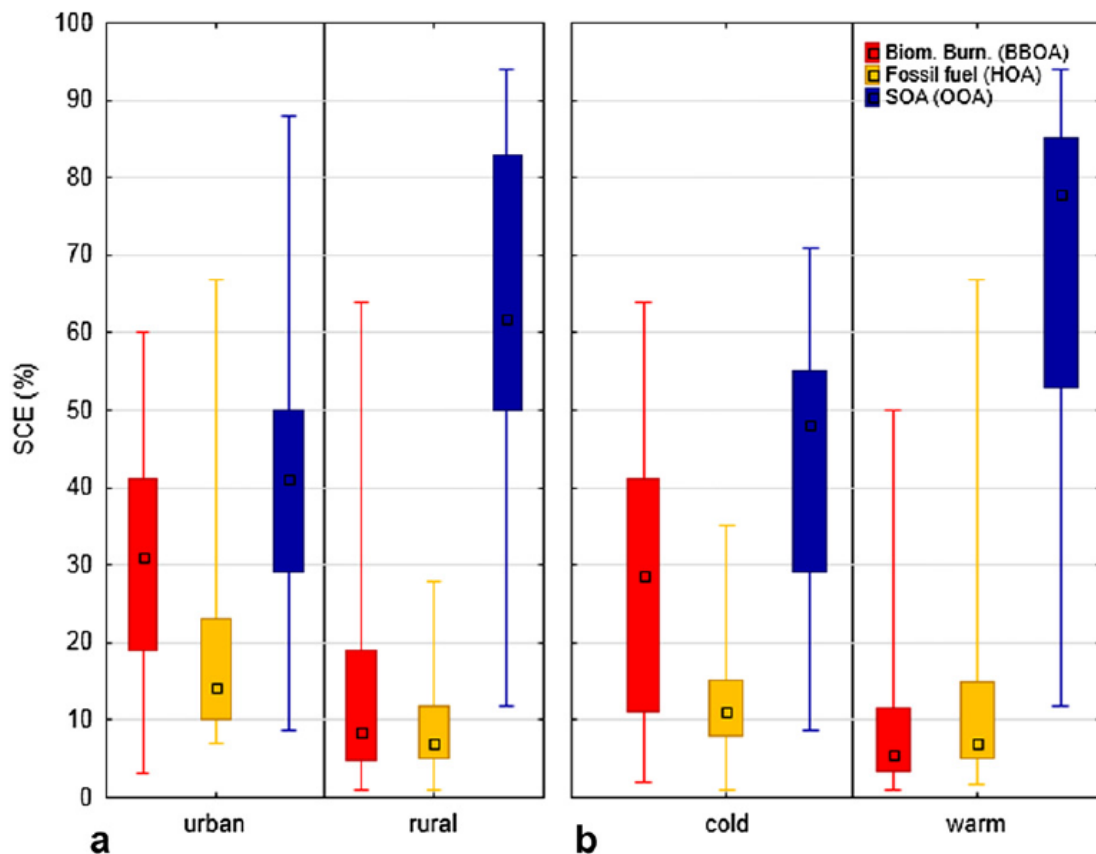 100
90
80
70
60
50
40
30
20
10
0
SCE (%)
Biom. Burn. (BBOA)
Fossil fuel (HOA)
SOA (OOA)
urban
rural
cold
warm
a
b